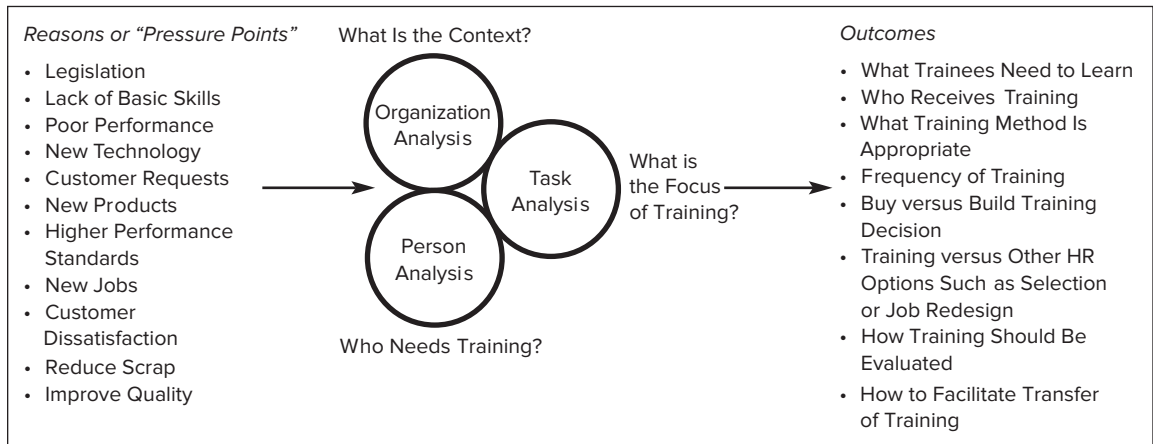 Reasons or “Pressure Points”
• Legislation
• Lack of Basic Skills
• Poor Performance
• New Technology
• Customer Requests
• New Products
• Higher Performance
Standards
• New Jobs
• Customer
Dissatisfaction
• Reduce Scrap
• Improve Quality
What Is the Context?
Organization
Analysis
Person
Analysis
Who Needs Training?
Task
Analysis
What is
the Focus
of Training?
Outcomes
• What Trainees Need to Learn
• Who Receives Training
• What Training Method Is
Appropriate
• Frequency of Training
• Buy versus Build Training
Decision
• Training versus Other HR
Options Such as Selection
or Job Redesign
• How Training Should Be
Evaluated
• How to Facilitate Transfer
of Training